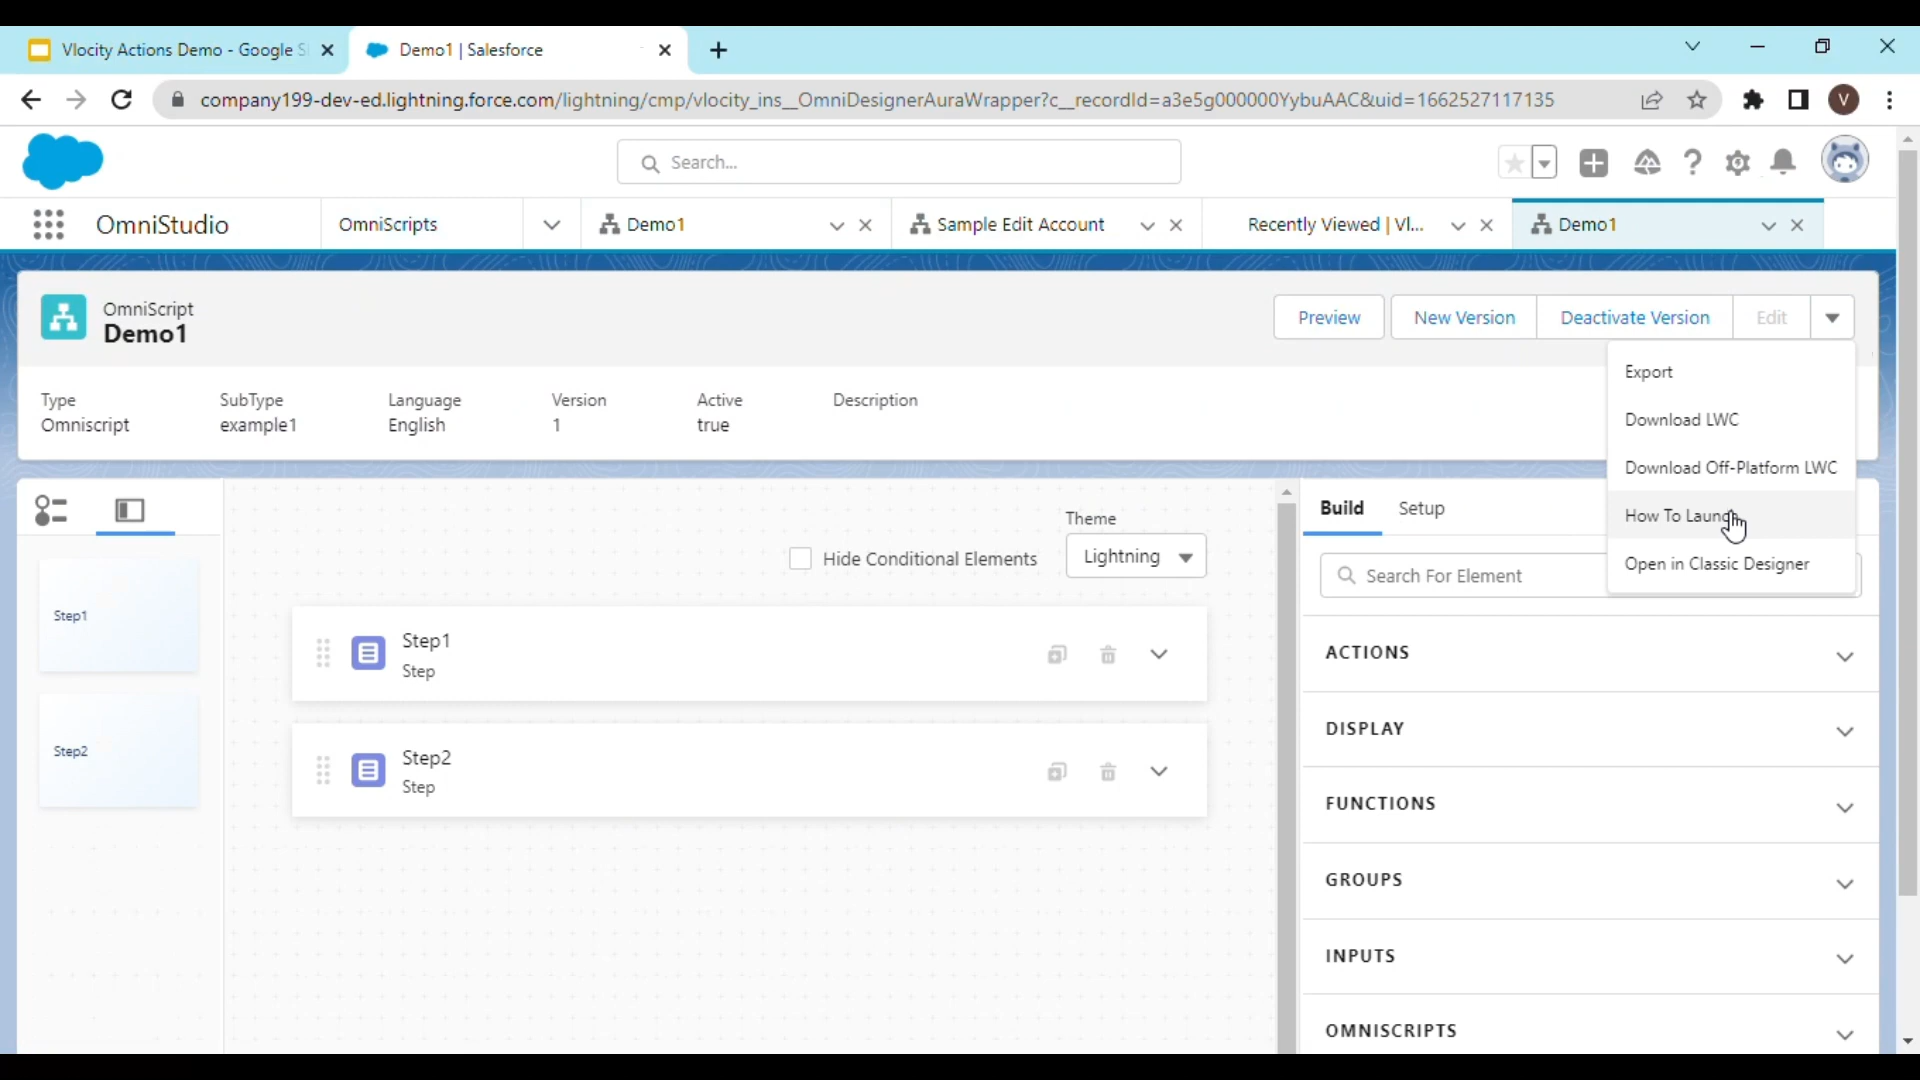 Vlocity Actions Demo - Google S
Demo1 | Salesforce
company199-dev-ed.lightning.force.com/lightning/cmp/vlocity_ins__OmniDesignerAuraWrapper?c__recordId=a3e5g000000YybuAAC&uid=1662527117135
V
Search...
OmniStudio
OmniScripts
Demo1
Sample Edit Account
Recently Viewed | Vl...
Demo1
OmniScript
Demo1
Preview
New Version
Deactivate Version
Edit
Type
Omniscript
SubType
example1
Language
English
Version
1
Active
true
Description
Export
Download LWC
Download Off-Platform LWC
How To Launch
Open in Classic Designer
Step1
Step2
Hide Conditional Elements
Theme
Lightning
Step1
Step
Step2
Step
Build
Setup
Search For Element
ACTIONS
DISPLAY
FUNCTIONS
GROUPS
INPUTS
OMNISCRIPTS